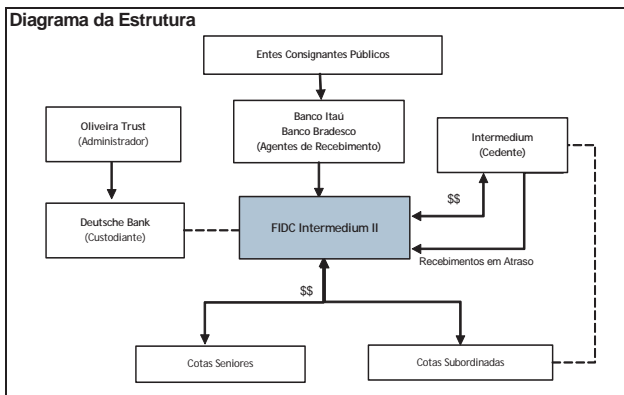 Diagrama da Estrutura
Entes Consignantes Públicos
Banco Itaú
Banco Bradesco
(Agentes de Recebimento)
Oliveira Trust
(Administrador)
Intermedium
(Cedente)
$$
Deutsche Bank
(Custodiante)
FIDC Intermedium II
Recebimentos em Atraso
$$
Cotas Seniores
Cotas Subordinadas